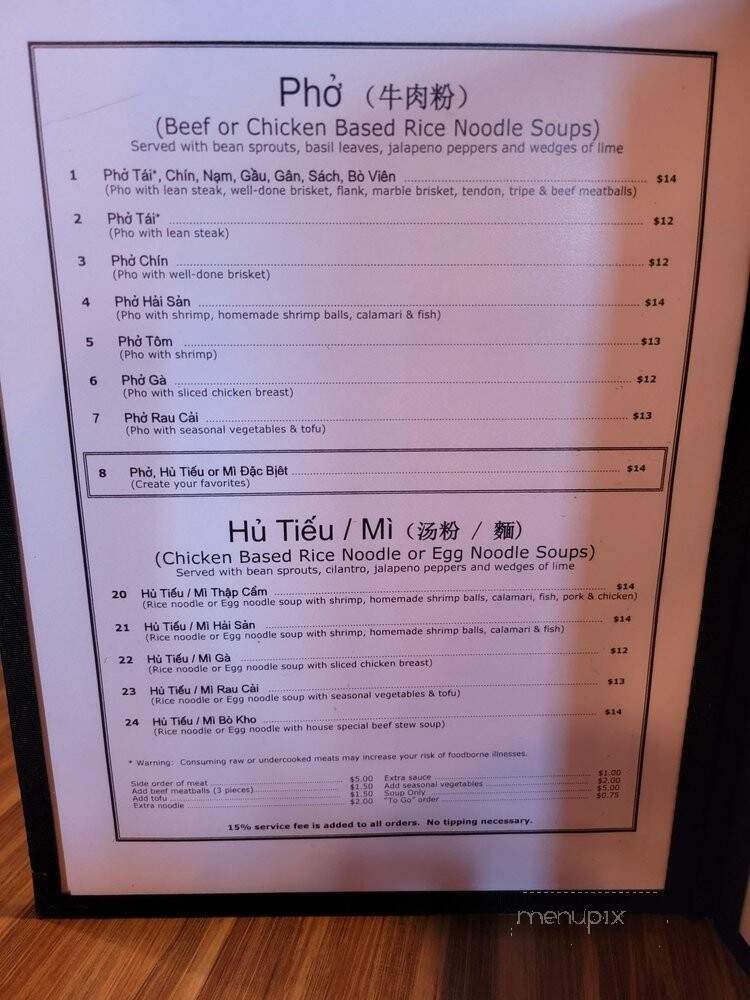 Phở （牛肉粉）
(Beef or Chicken Based Rice Noodle Soups)
Served with bean sprouts, basil leaves, jalapeno peppers and wedges of lime
1 Phở Tái*, Chín, Nạm, Gầu, Gân, Sách, Bò Viên $14
(Pho with lean steak, well-done brisket, flank, marble brisket, tendon, tripe & beef meatballs)
2 Phở Tái* $12
(Pho with lean steak)
3 Phở Chín $12
(Pho with well-done brisket)
4 Phở Hải Sản $14
(Pho with shrimp, homemade shrimp balls, calamari & fish)
5 Phở Tôm $13
(Pho with shrimp)
6 Phở Gà $12
(Pho with sliced chicken breast)
7 Phở Rau Cải $13
(Pho with seasonal vegetables & tofu)
8 Phở, Hủ Tiếu or Mì Đặc Biệt $14
(Create your favorites)
Hủ Tiếu / Mì （汤粉 / 麵）
(Chicken Based Rice Noodle or Egg Noodle Soups)
Served with bean sprouts, cilantro, jalapeno peppers and wedges of lime
20 Hủ Tiếu / Mì Thập Cẩm $14
(Rice noodle or Egg noodle soup with shrimp, homemade shrimp balls, calamari, fish, pork & chicken)
21 Hủ Tiếu / Mì Hải Sản $14
(Rice noodle or Egg noodle soup with shrimp, homemade shrimp balls, calamari & fish)
22 Hủ Tiếu / Mì Gà $12
(Rice noodle or Egg noodle soup with sliced chicken breast)
23 Hủ Tiếu / Mì Rau Cải $13
(Rice noodle or Egg noodle soup with seasonal vegetables & tofu)
24 Hủ Tiếu / Mì Bò Kho $14
(Rice noodle or Egg noodle with house special beef stew soup)
* Warning: Consuming raw or undercooked meats may increase your risk of foodborne illnesses.
Side order of meat $5.00 Extra sauce $1.00
Add beef meatballs (3 pieces) $1.50 Add seasonal vegetables $2.00
Add tofu $1.50 Soup Only $5.00
Extra noodle $2.00 "To Go" order $0.75
15% service fee is added to all orders. No tipping necessary.
menupix